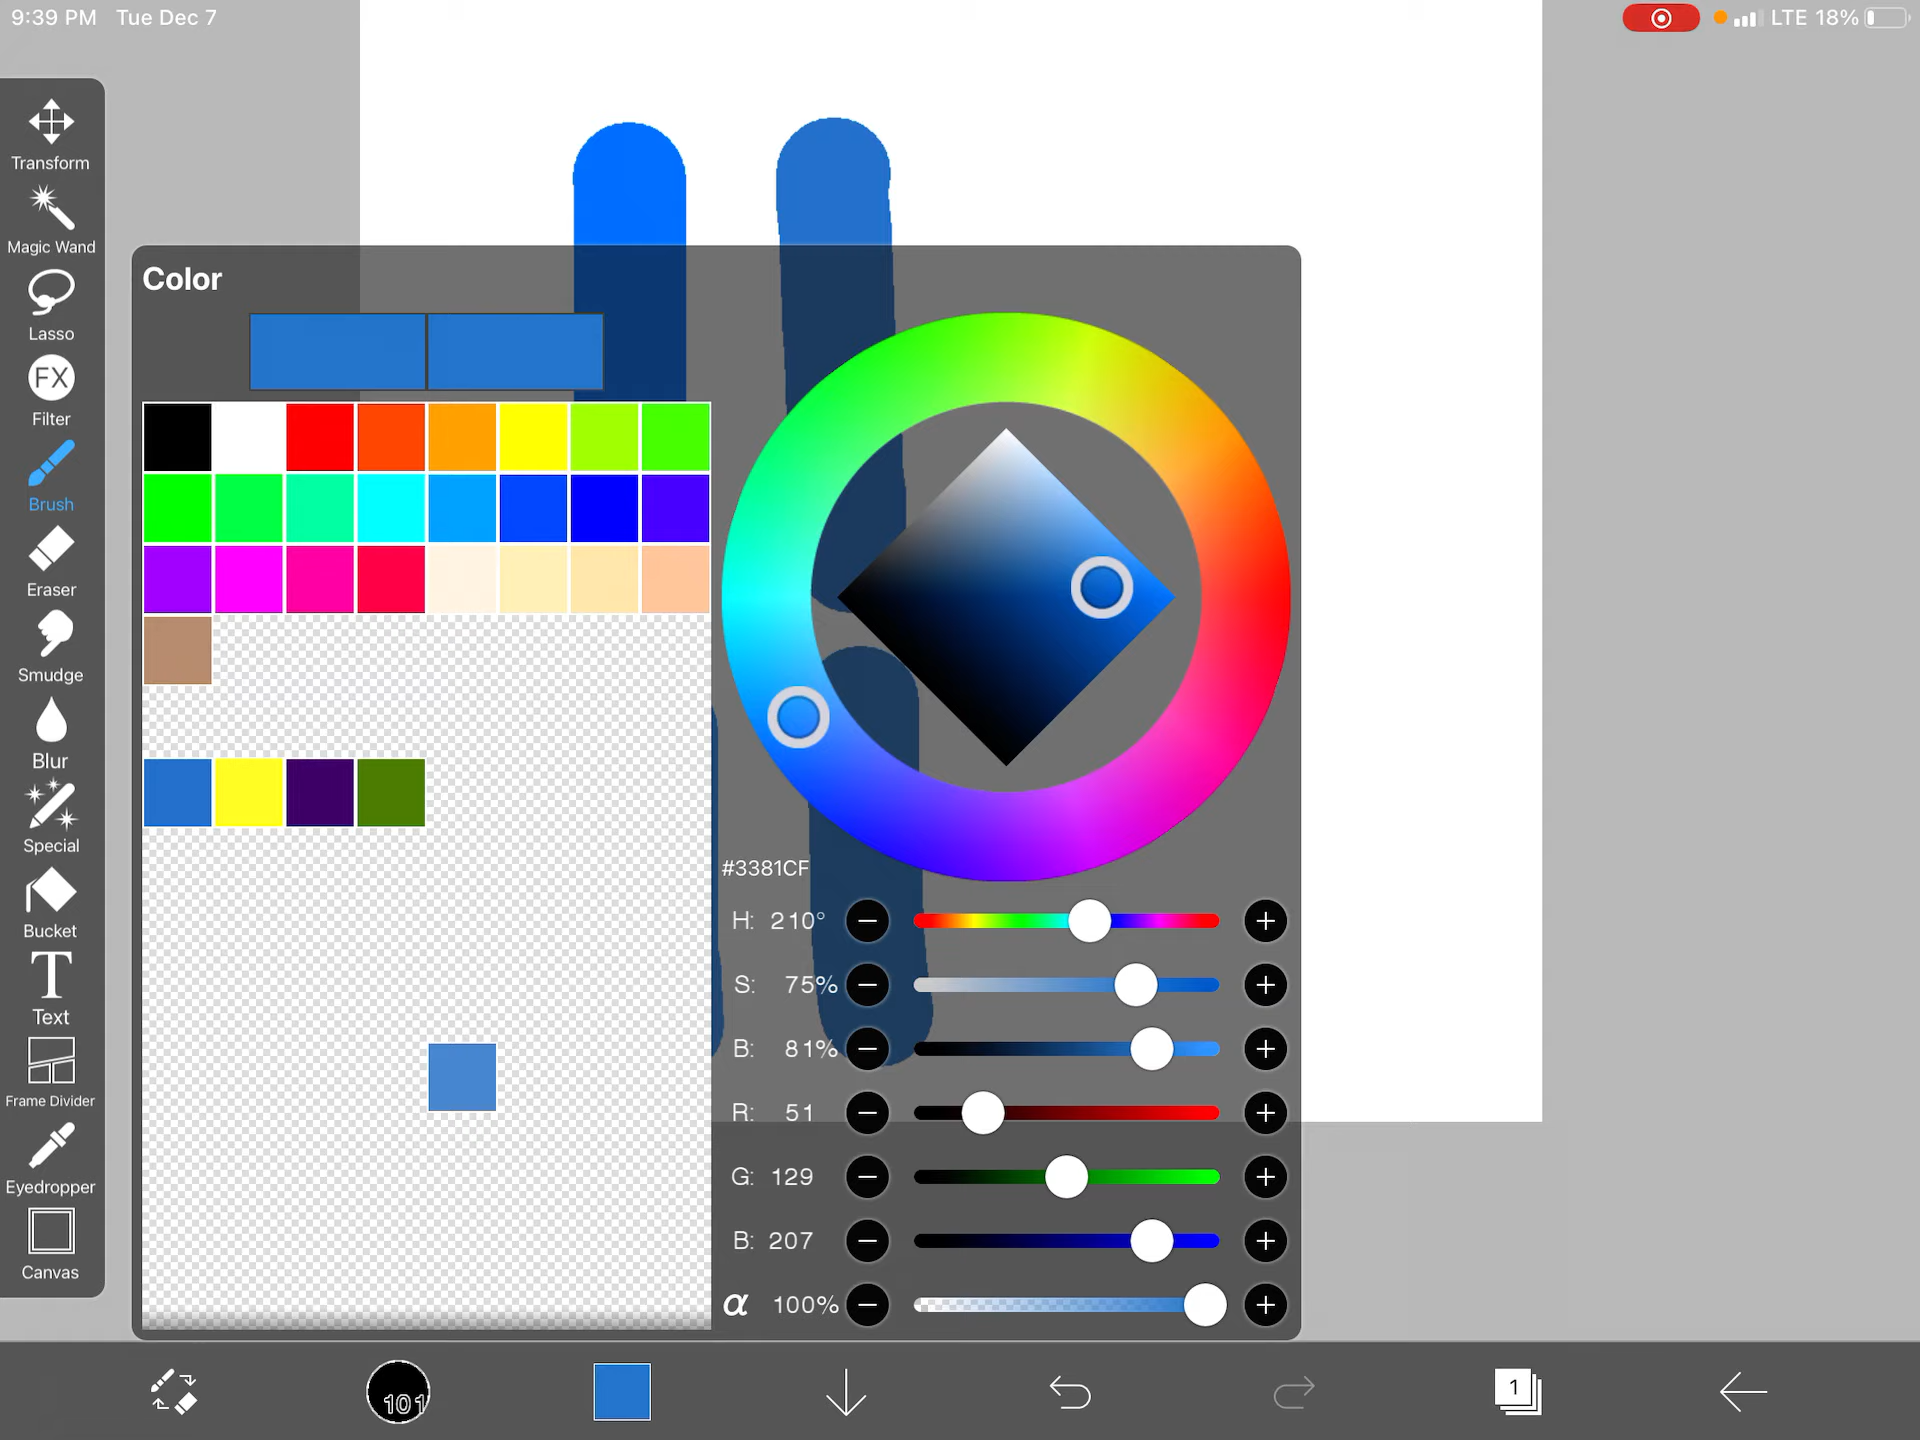 9:39 PM Tue Dec 7
LTE 18%
Transform
Magic Wand
Lasso
FX
Filter
Brush
Eraser
Smudge
Blur
Special
Bucket
T
Text
Frame Divider
Eyedropper
Canvas
Color
#3381CF
H: 210°
S: 75%
B: 81%
R: 51
G: 129
B: 207
α 100%
101
1